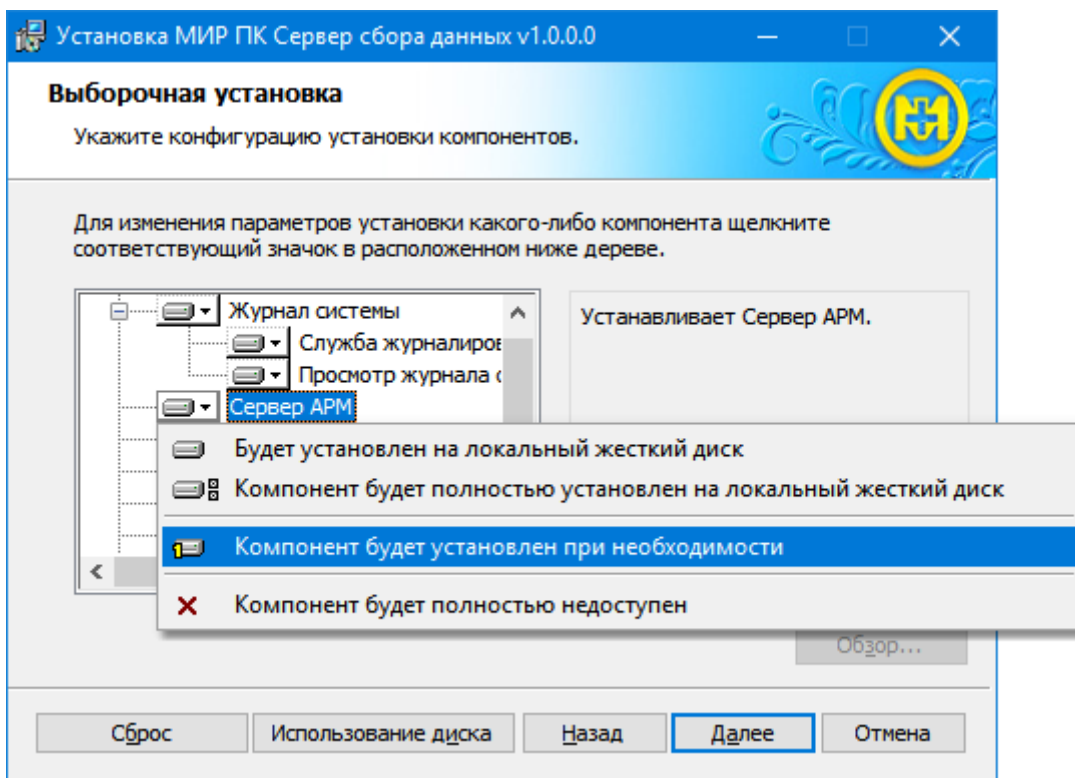 Установка МИР ПК Сервер сбора данных v1.0.0.0
Выборочная установка
Укажите конфигурацию установки компонентов.
Для изменения параметров установки какого-либо компонента щелкните
соответствующий значок в расположенном ниже дереве.
Журнал системы
Служба журналиров
Просмотр журнала с
Сервер АРМ
Устанавливает Сервер АРМ.
Будет установлен на локальный жесткий диск
Компонент будет полностью установлен на локальный жесткий диск
Компонент будет установлен при необходимости
Компонент будет полностью недоступен
Обзор...
Сброс
Использование диска
Назад
Далее
Отмена